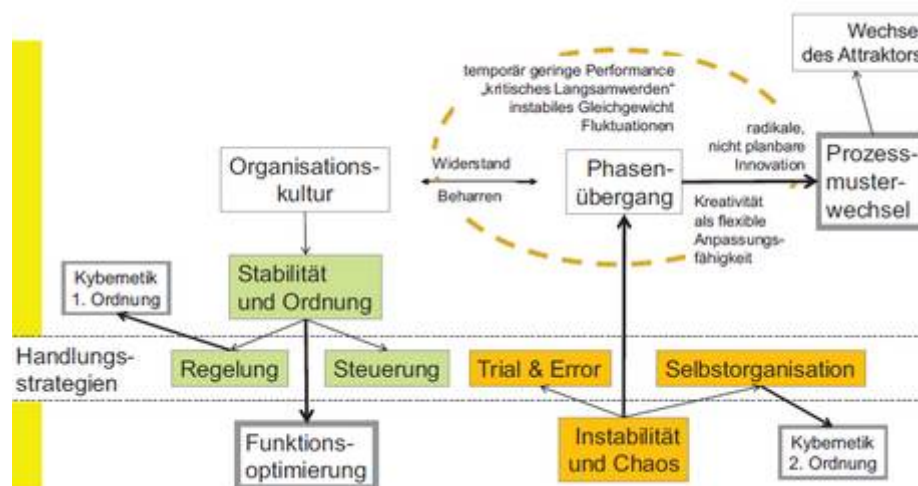 Wechsel
des Attraktors
temporär geringe Performance
„kritisches Langsamwerden“
instabiles Gleichgewicht
Fluktuationen
radikale,
nicht planbare
Innovation
Organisations-
kultur
Widerstand
Beharren
Phasen-
übergang
Prozess-
muster-
wechsel
Kreativität
als flexible
Anpassungs-
fähigkeit
Stabilität
und Ordnung
Kybernetik
1. Ordnung
Handlungs-
strategien
Regelung
Steuerung
Trial & Error
Selbstorganisation
Funktions-
optimierung
Instabilität
und Chaos
Kybernetik
2. Ordnung